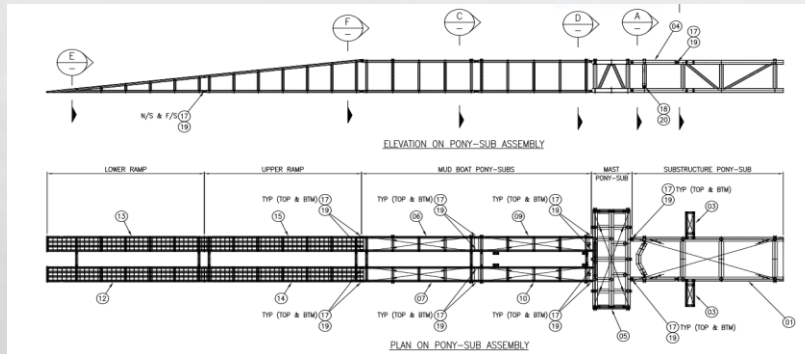 E
—
F
—
C
—
D
—
A
—
04
17
19
N/S & F/S 17
19
18
20
ELEVATION ON PONY-SUB ASSEMBLY
LOWER RAMP
UPPER RAMP
MUD BOAT PONY-SUBS
MAST
PONY-SUB
SUBSTRUCTURE PONY-SUB
TYP (TOP & BTM) 17
19
TYP (TOP & BTM) 17
19
TYP (TOP & BTM) 17
19
17 TYP (TOP & BTM)
19
13
15
06
09
03
12
14
07
10
05
03
01
TYP (TOP & BTM) 17
19
TYP (TOP & BTM) 17
19
TYP (TOP & BTM) 17
19
17
19 TYP (TOP & BTM)
PLAN ON PONY-SUB ASSEMBLY